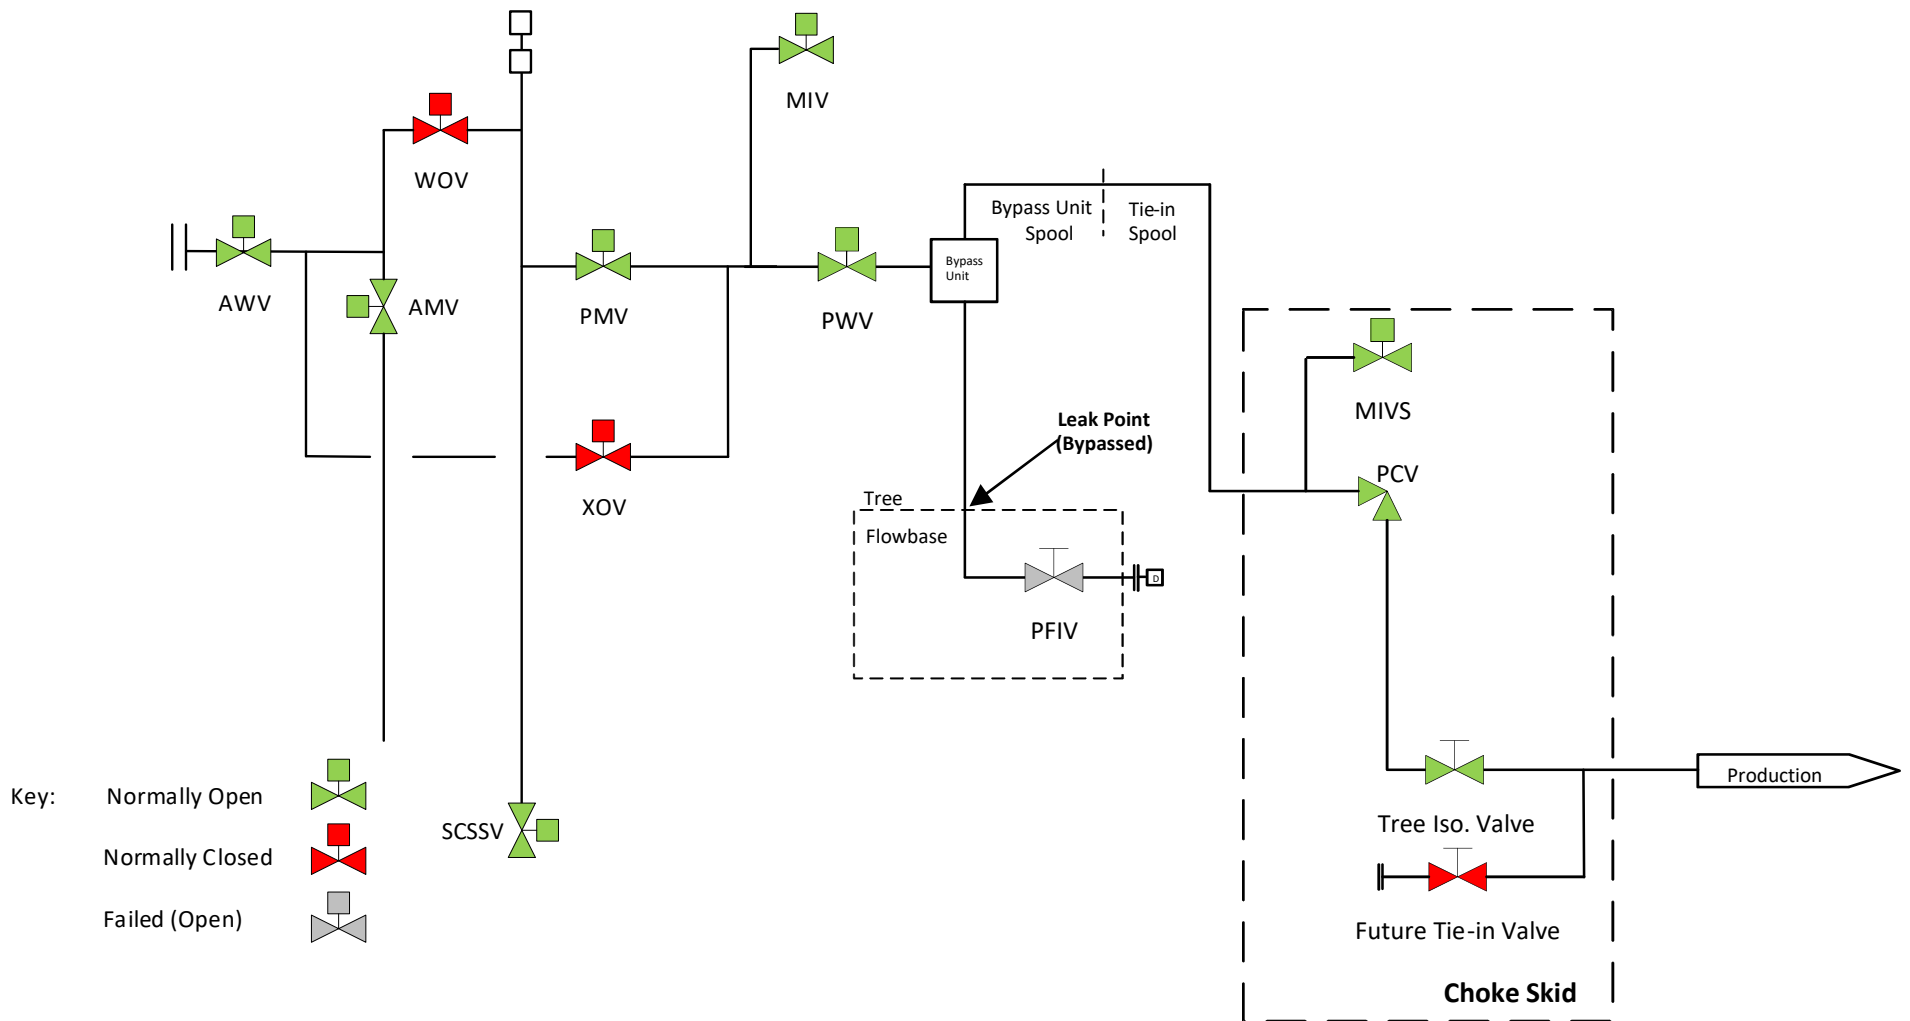 MIV
WOV
Bypass Unit
Spool
Tie-in
Spool
AWV
AMV
PMV
PWV
Bypass
Unit
MIVS
Leak Point
(Bypassed)
PCV
XOV
Tree
Flowbase
D
PFIV
Key:
Normally Open
Normally Closed
Failed (Open)
SCSSV
Production
Tree Iso. Valve
Future Tie-in Valve
Choke Skid